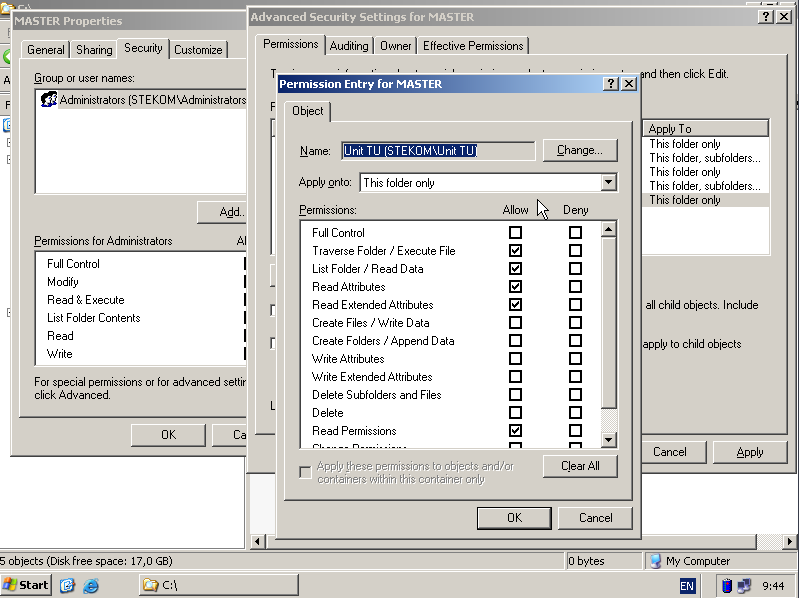 MASTER Properties
General
Sharing
Security
Customize
Group or user names:
Administrators (STEKOM\Administrators
Add..
Permissions for Administrators
Full Control
Modify
Read & Execute
List Folder Contents
Read
Write
For special permissions or for advanced settin
click Advanced.
OK
Ca
Advanced Security Settings for MASTER
Permissions
Auditing
Owner
Effective Permissions
and then click Edit.
Apply To
This folder only
This folder, subfolders...
This folder only
This folder, subfolders...
This folder only
all child objects. Include
apply to child objects
Cancel
Apply
Permission Entry for MASTER
Object
Name:
Unit TU (STEKOM\Unit TU)
Change...
Apply onto:
This folder only
Permissions:
Allow
Deny
Full Control
Traverse Folder / Execute File
List Folder / Read Data
Read Attributes
Read Extended Attributes
Create Files / Write Data
Create Folders / Append Data
Write Attributes
Write Extended Attributes
Delete Subfolders and Files
Delete
Read Permissions
Apply these permissions to objects and/or
containers within this container only
Clear All
OK
Cancel
5 objects (Disk free space: 17,0 GB)
0 bytes
My Computer
Start
C:\
EN
9:44